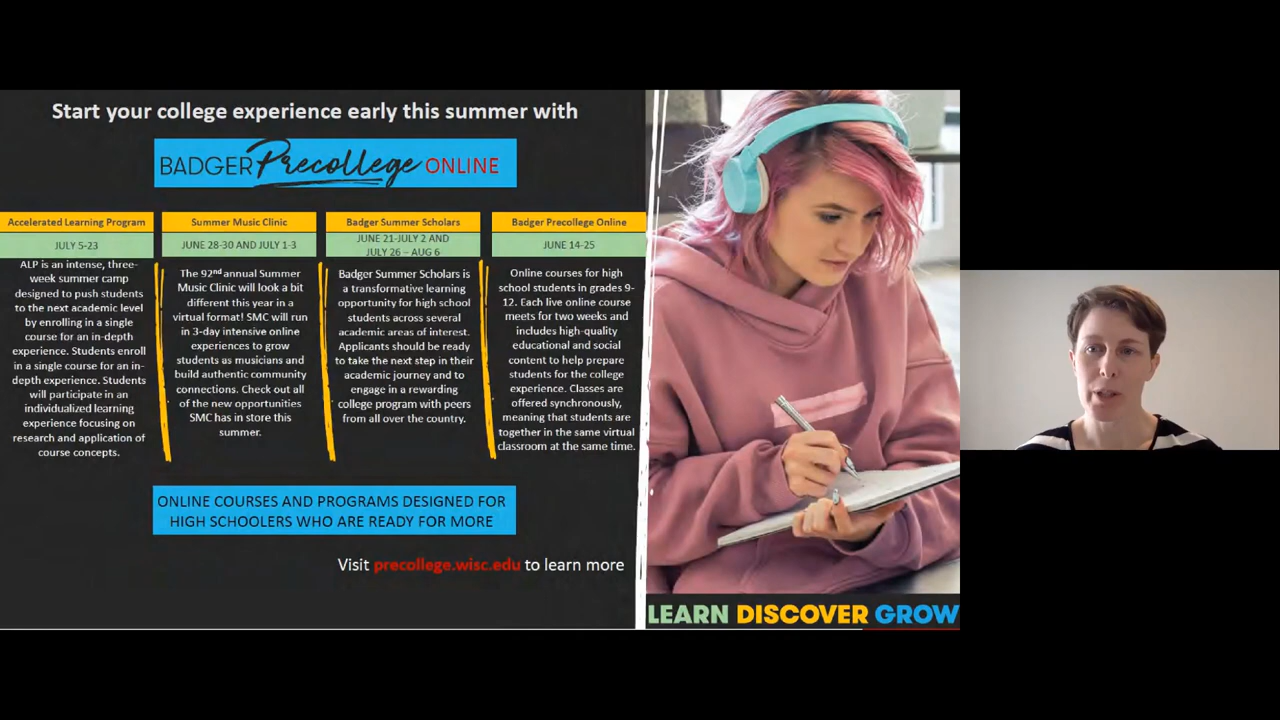 Start your college experience early this summer with
BADGER Precollege ONLINE
Accelerated Learning Program
JULY 5-23
ALP is an intense, three-
week summer camp
designed to push students
to the next academic level
by enrolling in a single
course for an in-depth
experience. Students enroll
in a single course for an in-
depth experience. Students
will participate in an
individualized learning
experience focusing on
research and application of
course concepts.
Summer Music Clinic
JUNE 28-30 AND JULY 1-3
The 92nd annual Summer
Music Clinic will look a bit
different this year in a
virtual format! SMC will run
in 3-day intensive online
experiences to grow
students as musicians and
build authentic community
connections. Check out all
of the new opportunities
SMC has in store this
summer.
Badger Summer Scholars
JUNE 21-JULY 2 AND
JULY 26 – AUG 6
Badger Summer Scholars is
a transformative learning
opportunity for high school
students across several
academic areas of interest.
Applicants should be ready
to take the next step in their
academic journey and to
engage in a rewarding
college program with peers
from all over the country.
Badger Precollege Online
JUNE 14-25
Online courses for high
school students in grades 9-
12. Each live online course
meets for two weeks and
includes high-quality
educational and social
content to help prepare
students for the college
experience. Classes are
offered synchronously,
meaning that students are
together in the same virtual
classroom at the same time.
ONLINE COURSES AND PROGRAMS DESIGNED FOR
HIGH SCHOOLERS WHO ARE READY FOR MORE
Visit precollege.wisc.edu to learn more
LEARN DISCOVER GROW